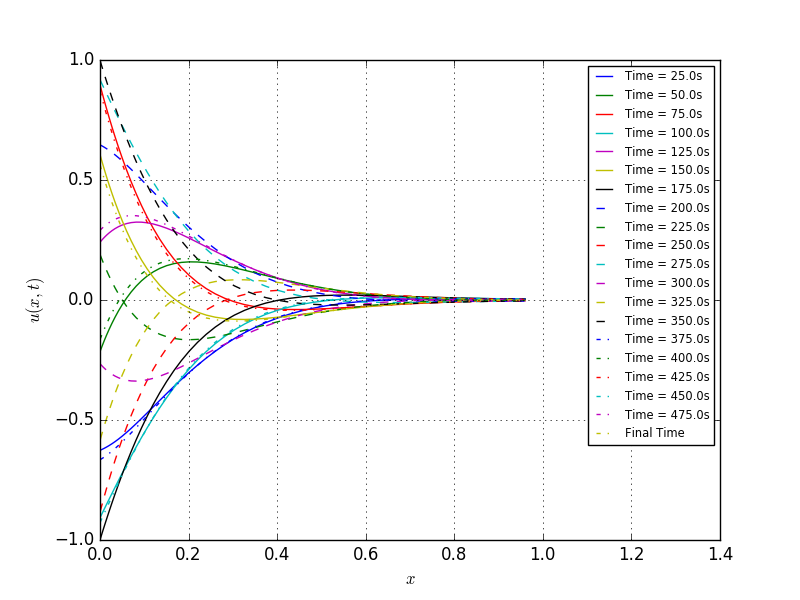 1.0
0.5
0.0
−0.5
−1.0
u(x, t)
0.0 0.2 0.4 0.6 0.8 1.0 1.2 1.4
x
Time = 25.0s
Time = 50.0s
Time = 75.0s
Time = 100.0s
Time = 125.0s
Time = 150.0s
Time = 175.0s
Time = 200.0s
Time = 225.0s
Time = 250.0s
Time = 275.0s
Time = 300.0s
Time = 325.0s
Time = 350.0s
Time = 375.0s
Time = 400.0s
Time = 425.0s
Time = 450.0s
Time = 475.0s
Final Time